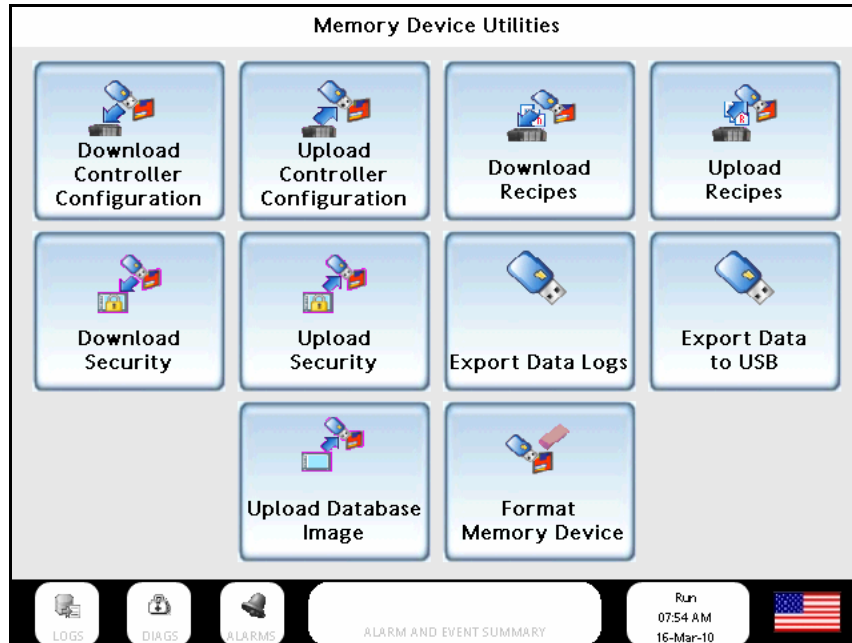 Memory Device Utilities
Download
Controller
Configuration
Upload
Controller
Configuration
Download
Recipes
Upload
Recipes
Download
Security
Upload
Security
Export Data Logs
Export Data
to USB
Upload Database
Image
Format
Memory Device
LOGS
DIAGS
ALARMS
ALARM AND EVENT SUMMARY
Run
07:54 AM
16-Mar-10